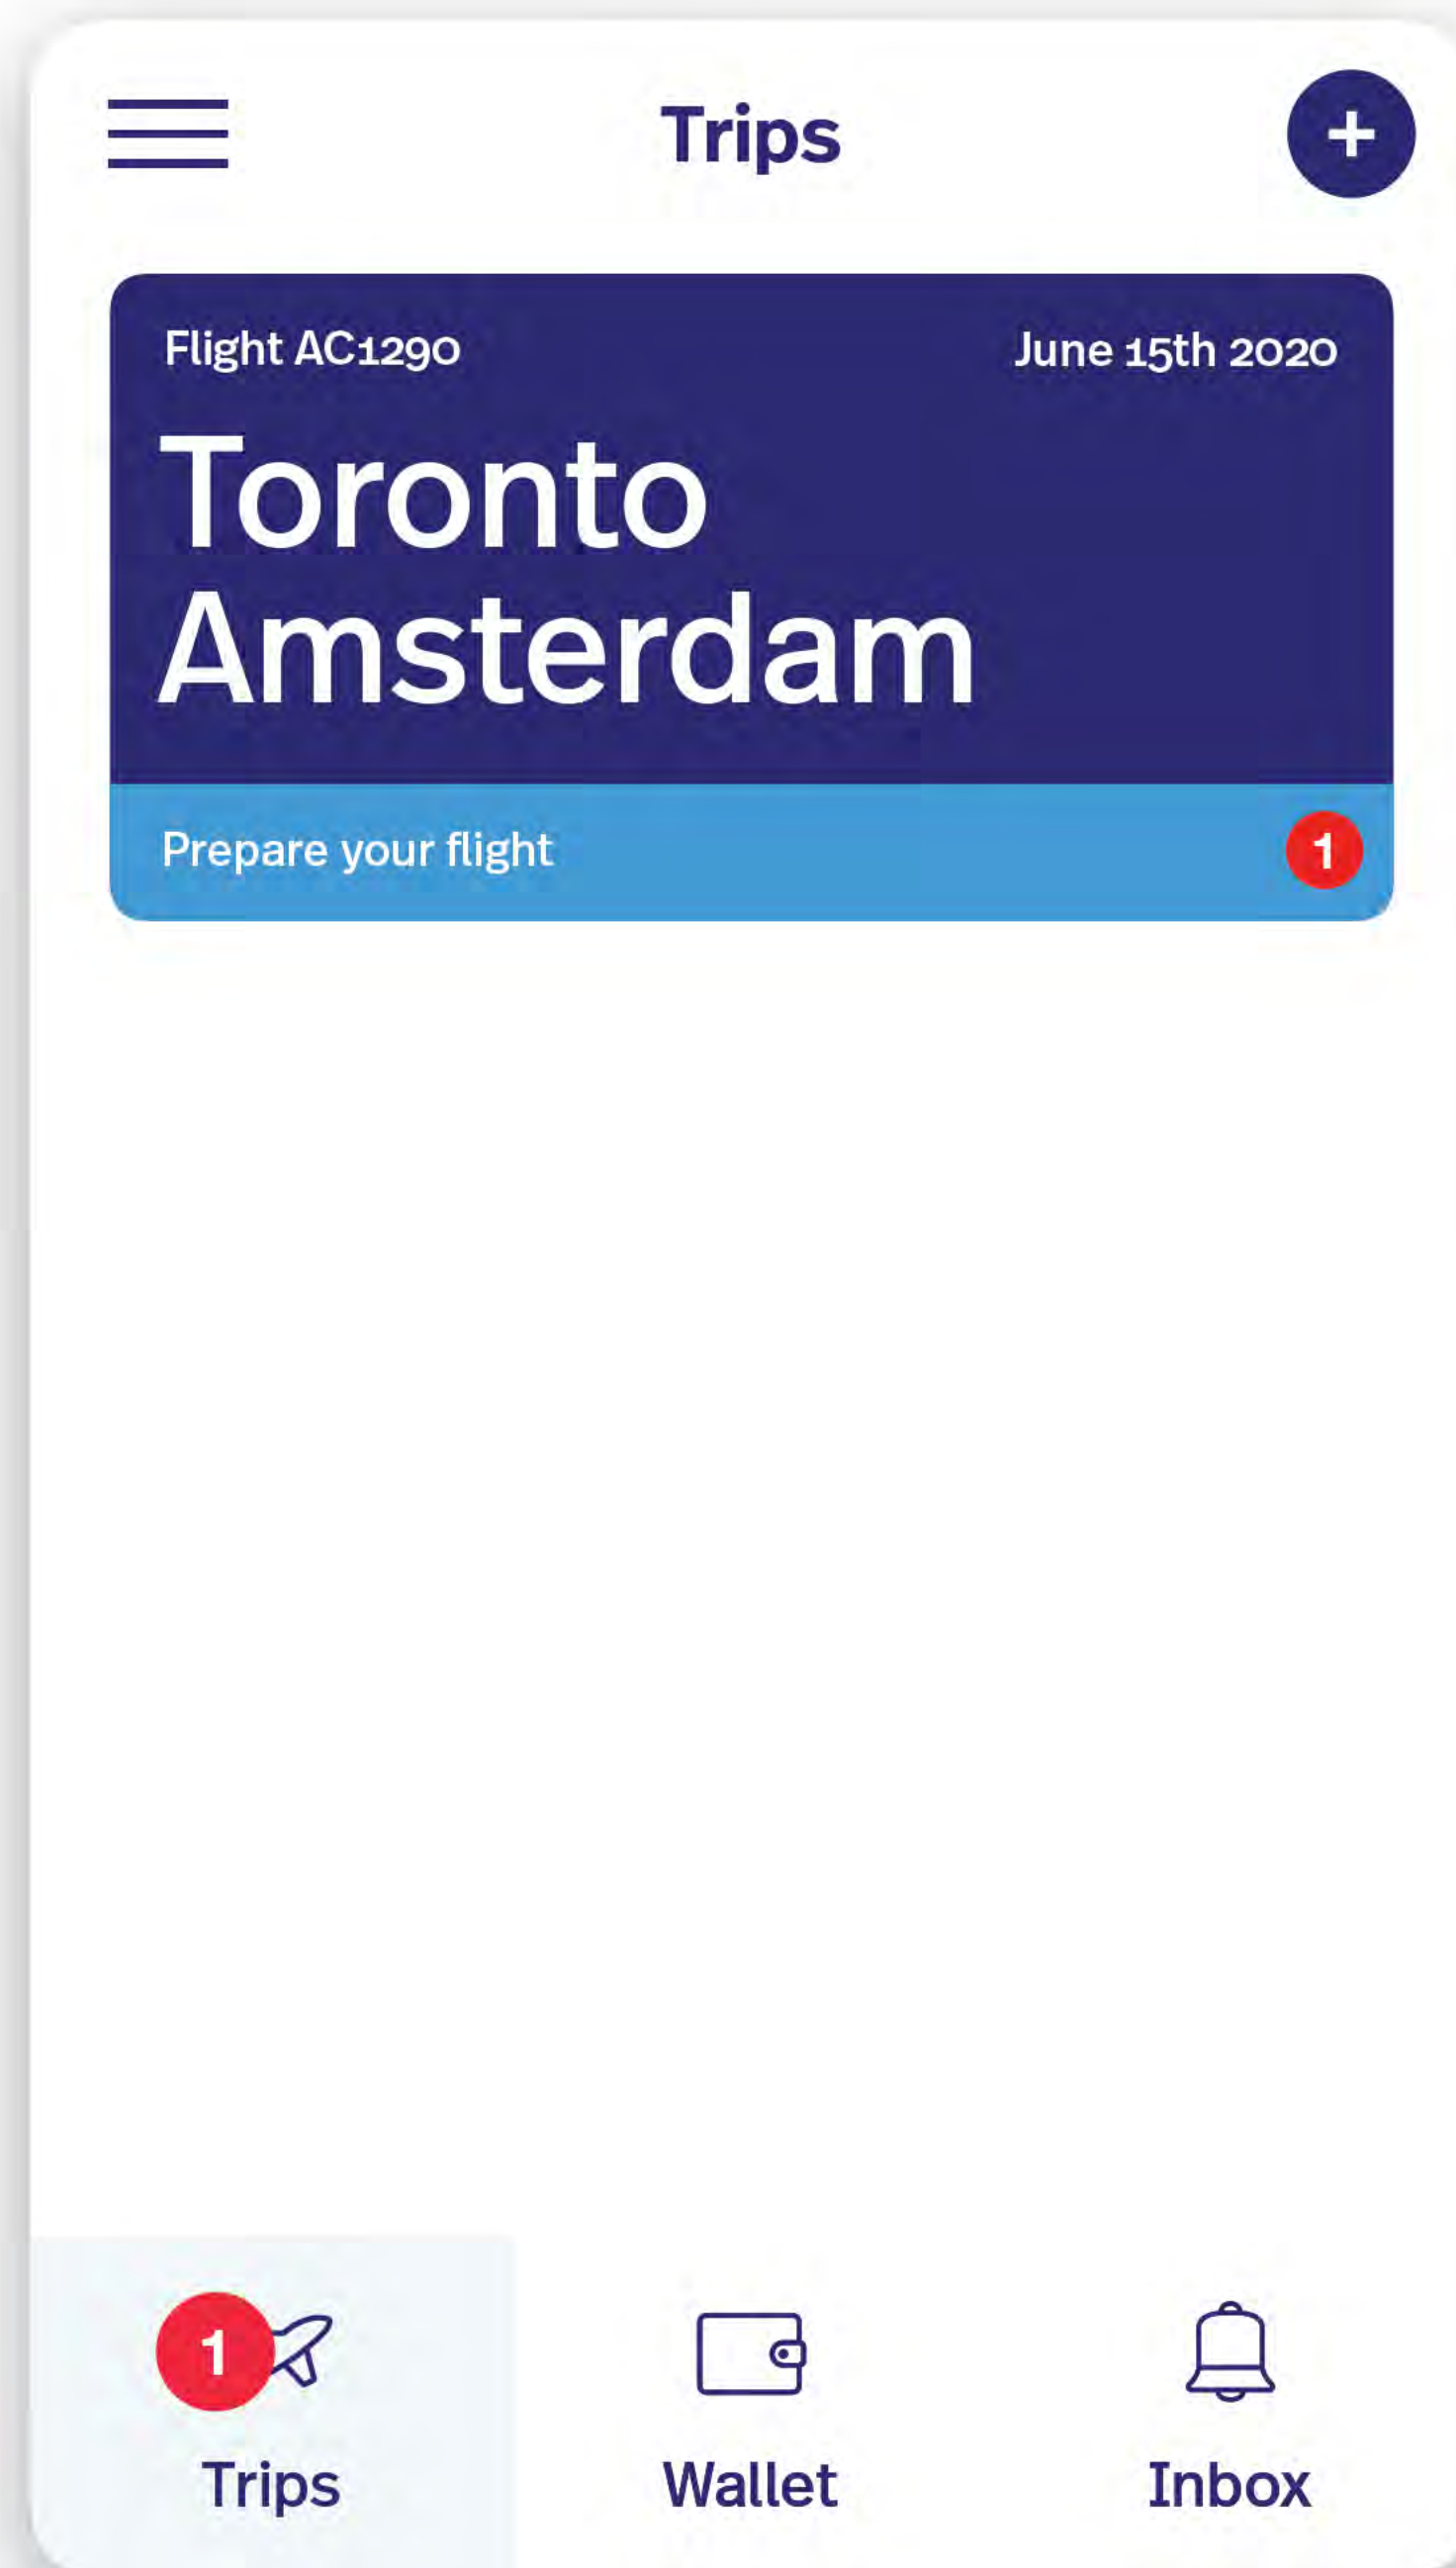 Trips
+
Flight AC1290
June 15th 2020
Toronto
Amsterdam
Prepare your flight
1
1
Trips
Wallet
Inbox